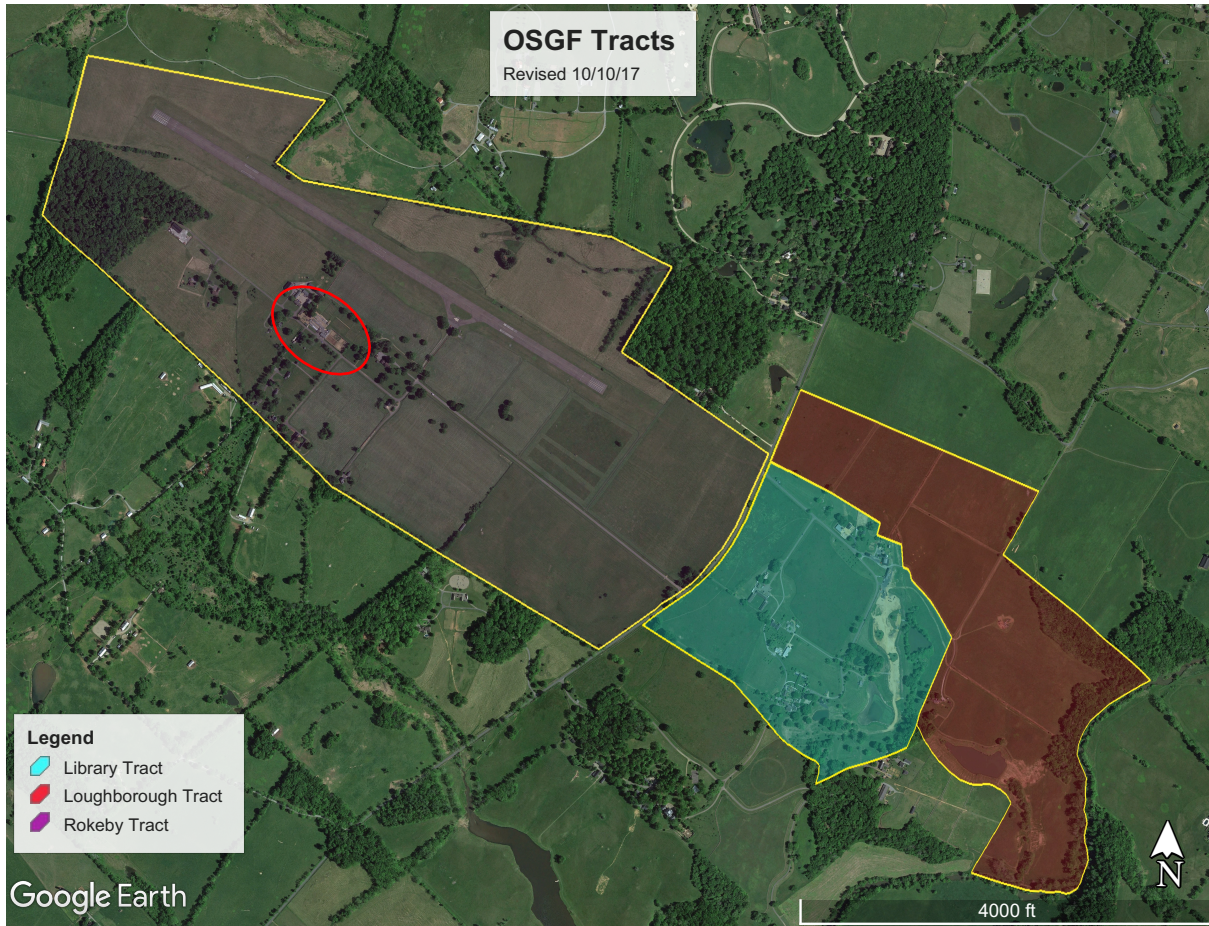 OSGF Tracts
Revised 10/10/17
Legend
Library Tract
Loughborough Tract
Rokeby Tract
Google Earth
N
4000 ft